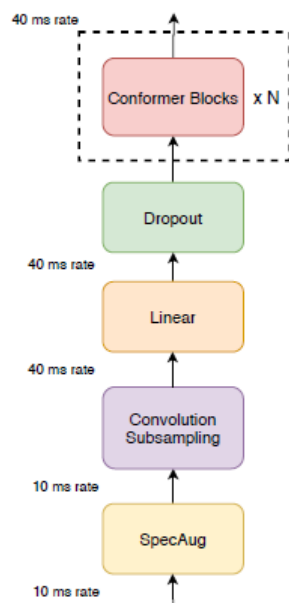 40 ms rate
Conformer Blocks
x N
Dropout
40 ms rate
Linear
40 ms rate
Convolution
Subsampling
10 ms rate
SpecAug
10 ms rate